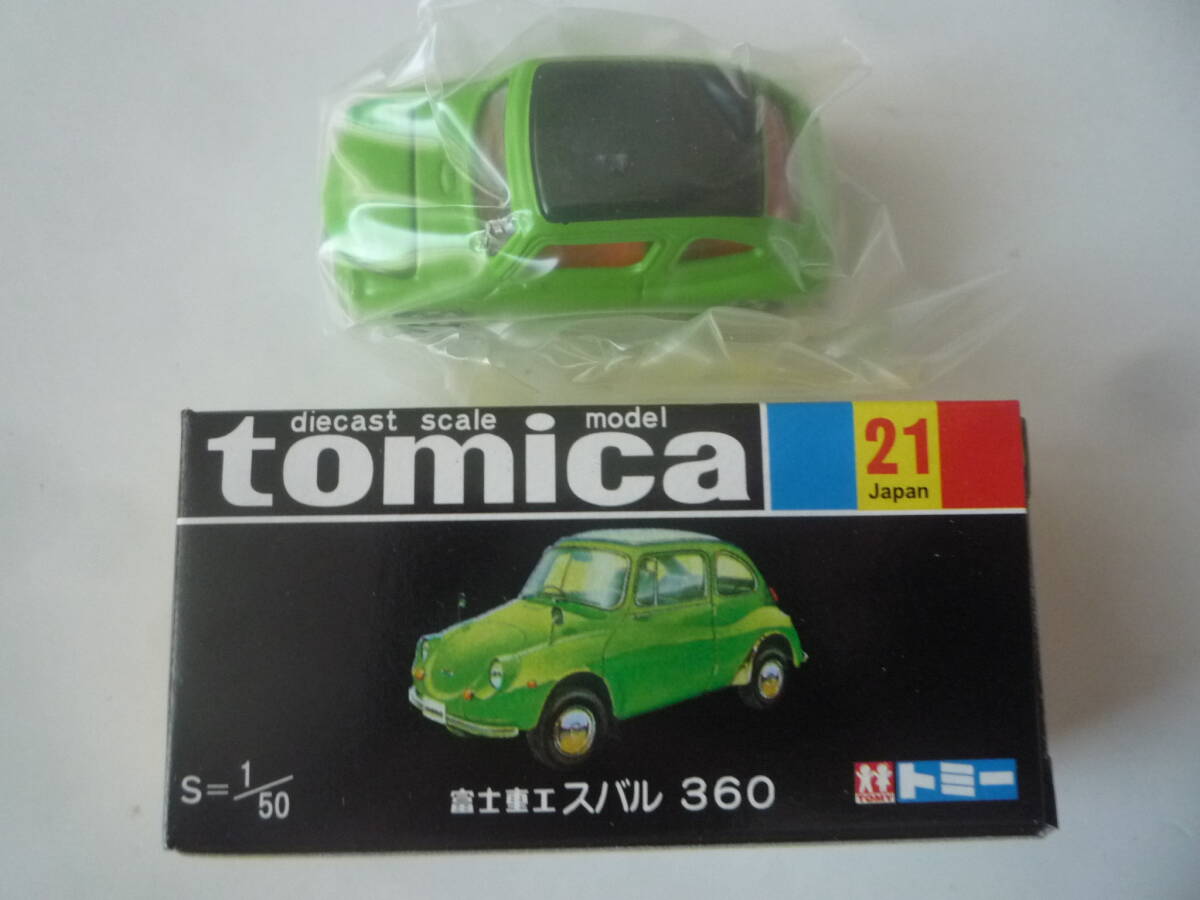 diecast scale model
tomica
21
Japan
S=1/50
富士重工 スバル 360
TOMY
トミー